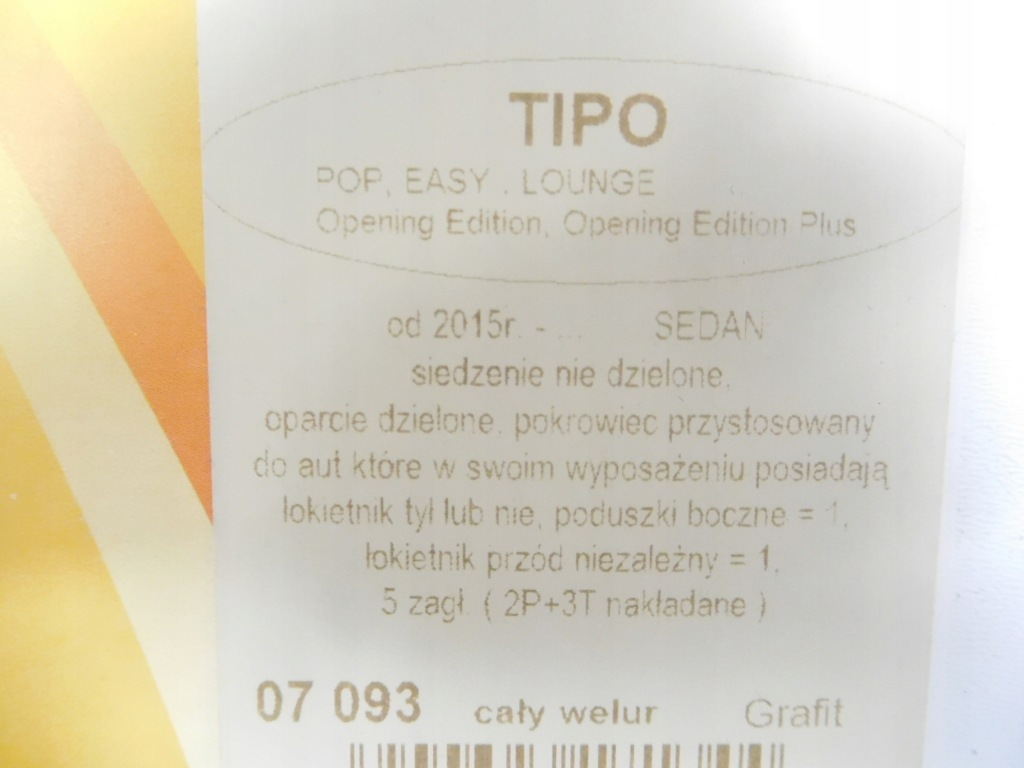 TIPO
POP, EASY , LOUNGE
Opening Edition, Opening Edition Plus
od 2015r. - ... SEDAN
siedzenie nie dzielone,
oparcie dzielone, pokrowiec przystosowany
do aut które w swoim wyposażeniu posiadają
łokietnik tył lub nie, poduszki boczne = 1,
łokietnik przód niezależny = 1,
5 zagł. ( 2P+3T nakładane )
07 093 cały welur Grafit